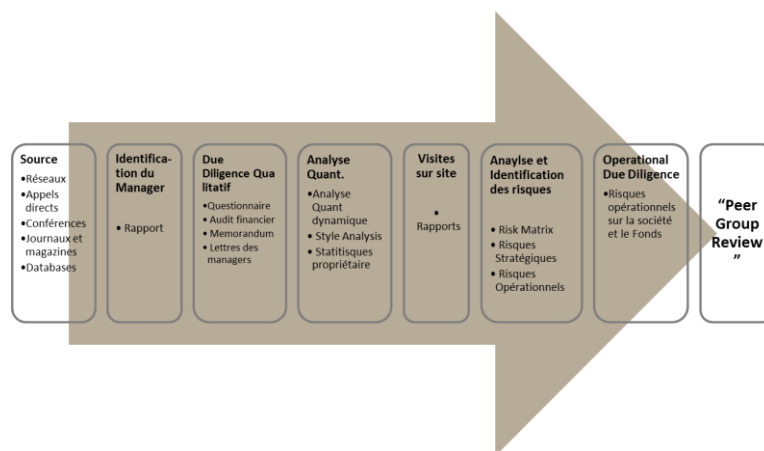 Source
•Réseaux
•Appels
directs
•Conférences
•Journaux et
magazines
•Databases
Identifica-
tion du
Manager
• Rapport
Due
Diligence Qua
litatif
•Questionnaire
• Audit financier
• Memorandum
• Lettres des
managers
Analyse
Quant.
•Analyse
Quant
dynamique
• Style Analysis
• Statitisques
propriétaire
Visites
sur site
•
Rapports
Anaylse et
Identification
des risques
• Risk Matrix
• Risques
Stratégiques
• Risques
Opérationnels
Operational
Due Diligence
•Risques
opérationnels
sur la société
et le Fonds
“Peer
Group
Review
”